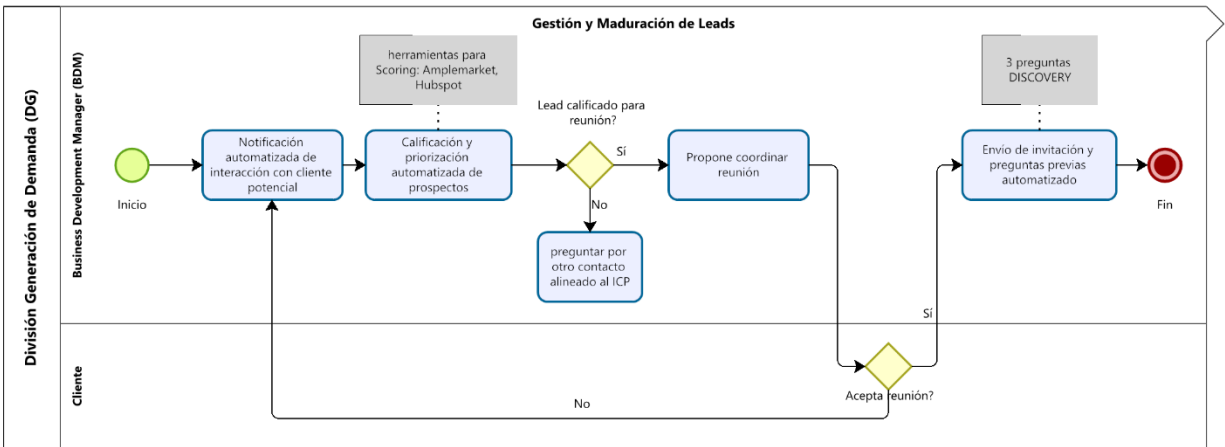 Gestión y Maduración de Leads
División Generación de Demanda (DG)
Business Development Manager (BDM)
herramientas para
Scoring: Amplemarket,
Hubspot
3 preguntas
DISCOVERY
Lead calificado para
reunión?
Inicio
Notificación
automatizada de
interacción con cliente
potencial
Calificación y
priorización
automatizada de
prospectos
Sí
Propone coordinar
reunión
Envío de invitación y
preguntas previas
automatizado
Fin
No
preguntar por
otro contacto
alineado al ICP
Sí
Cliente
Acepta reunión?
No